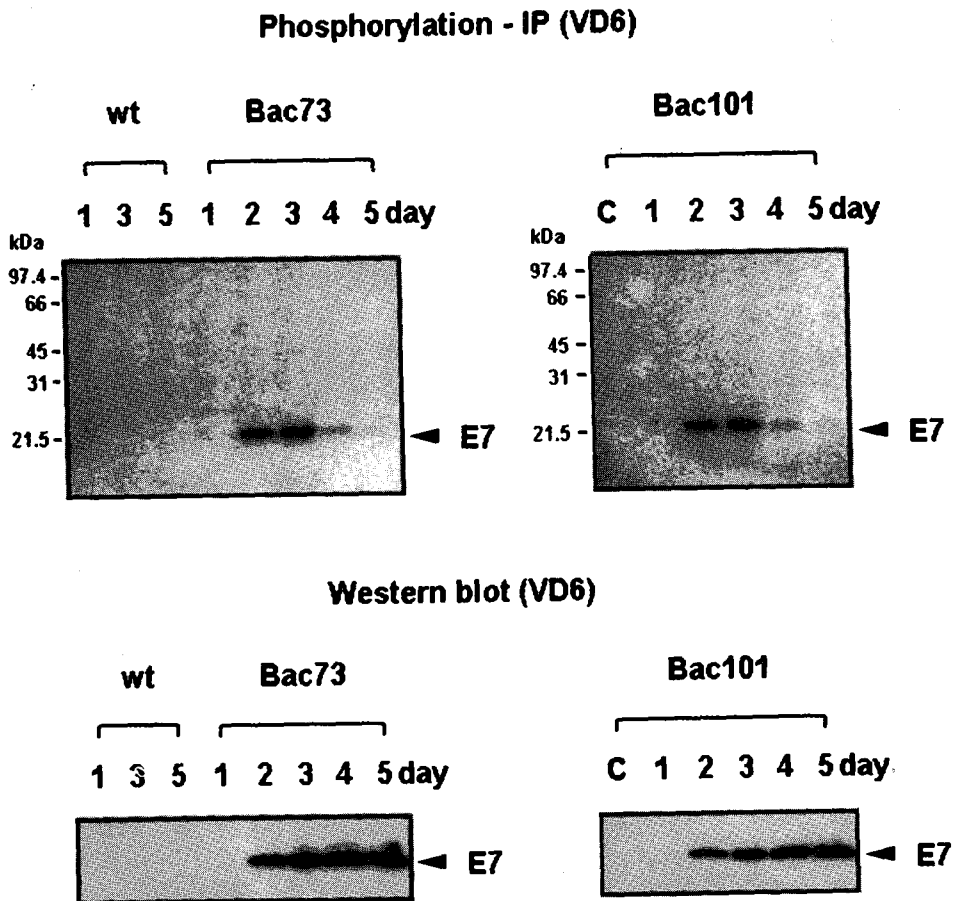 Phosphorylation - IP (VD6)
wt Bac73 Bac101
1 3 5 1 2 3 4 5 day C 1 2 3 4 5 day
kDa kDa
97.4 - 97.4 -
66 - 66 -
45 - 45 -
31 - 31 -
21.5 - E7 21.5 - E7
Western blot (VD6)
wt Bac73 Bac101
1 3 5 1 2 3 4 5 day C 1 2 3 4 5 day
E7 E7